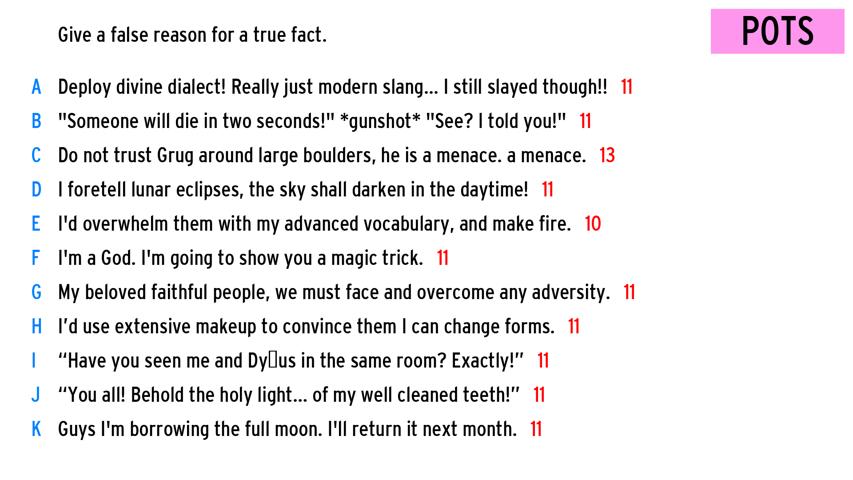 Give a false reason for a true fact.
POTS
A Deploy divine dialect! Really just modern slang... I still slayed though!! 11
B "Someone will die in two seconds!" *gunshot* "See? I told you!" 11
C Do not trust Grug around large boulders, he is a menace. a menace. 13
D I foretell lunar eclipses, the sky shall darken in the daytime! 11
E I'd overwhelm them with my advanced vocabulary, and make fire. 10
F I'm a God. I'm going to show you a magic trick. 11
G My beloved faithful people, we must face and overcome any adversity. 11
H I’d use extensive makeup to convince them I can change forms. 11
I “Have you seen me and Dy▯us in the same room? Exactly!” 11
J “You all! Behold the holy light... of my well cleaned teeth!” 11
K Guys I'm borrowing the full moon. I'll return it next month. 11